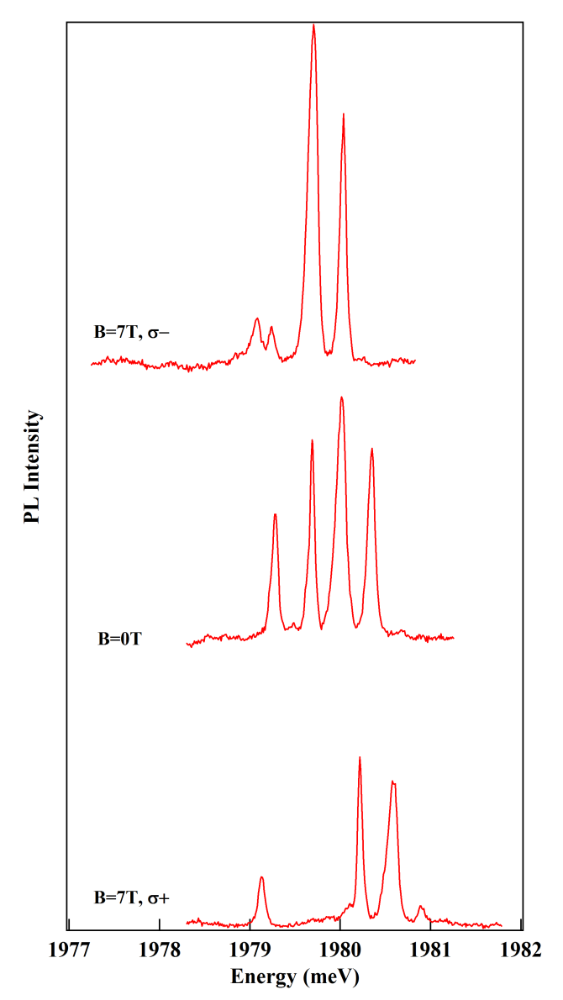 B=7T, σ−
PL Intensity
B=0T
B=7T, σ+
1977 1978 1979 1980 1981 1982
Energy (meV)